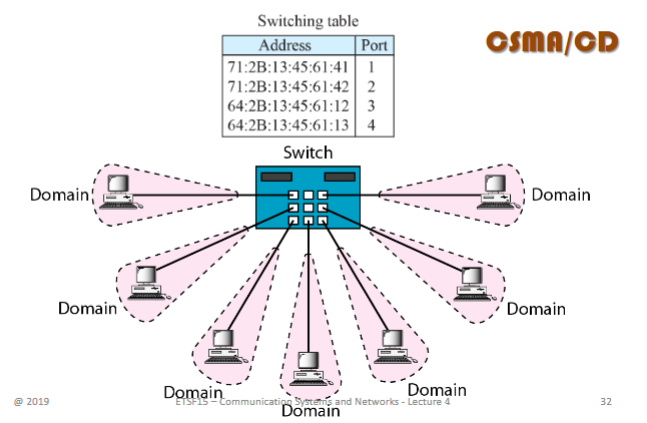 Switching table
CSMA/CD
Address Port
71:2B:13:45:61:41 1
71:2B:13:45:61:42 2
64:2B:13:45:61:12 3
64:2B:13:45:61:13 4
Switch
Domain
Domain
Domain
Domain
Domain
Domain
Domain
@ 2019
ETSF15 – Communication Systems and Networks - Lecture 4
32